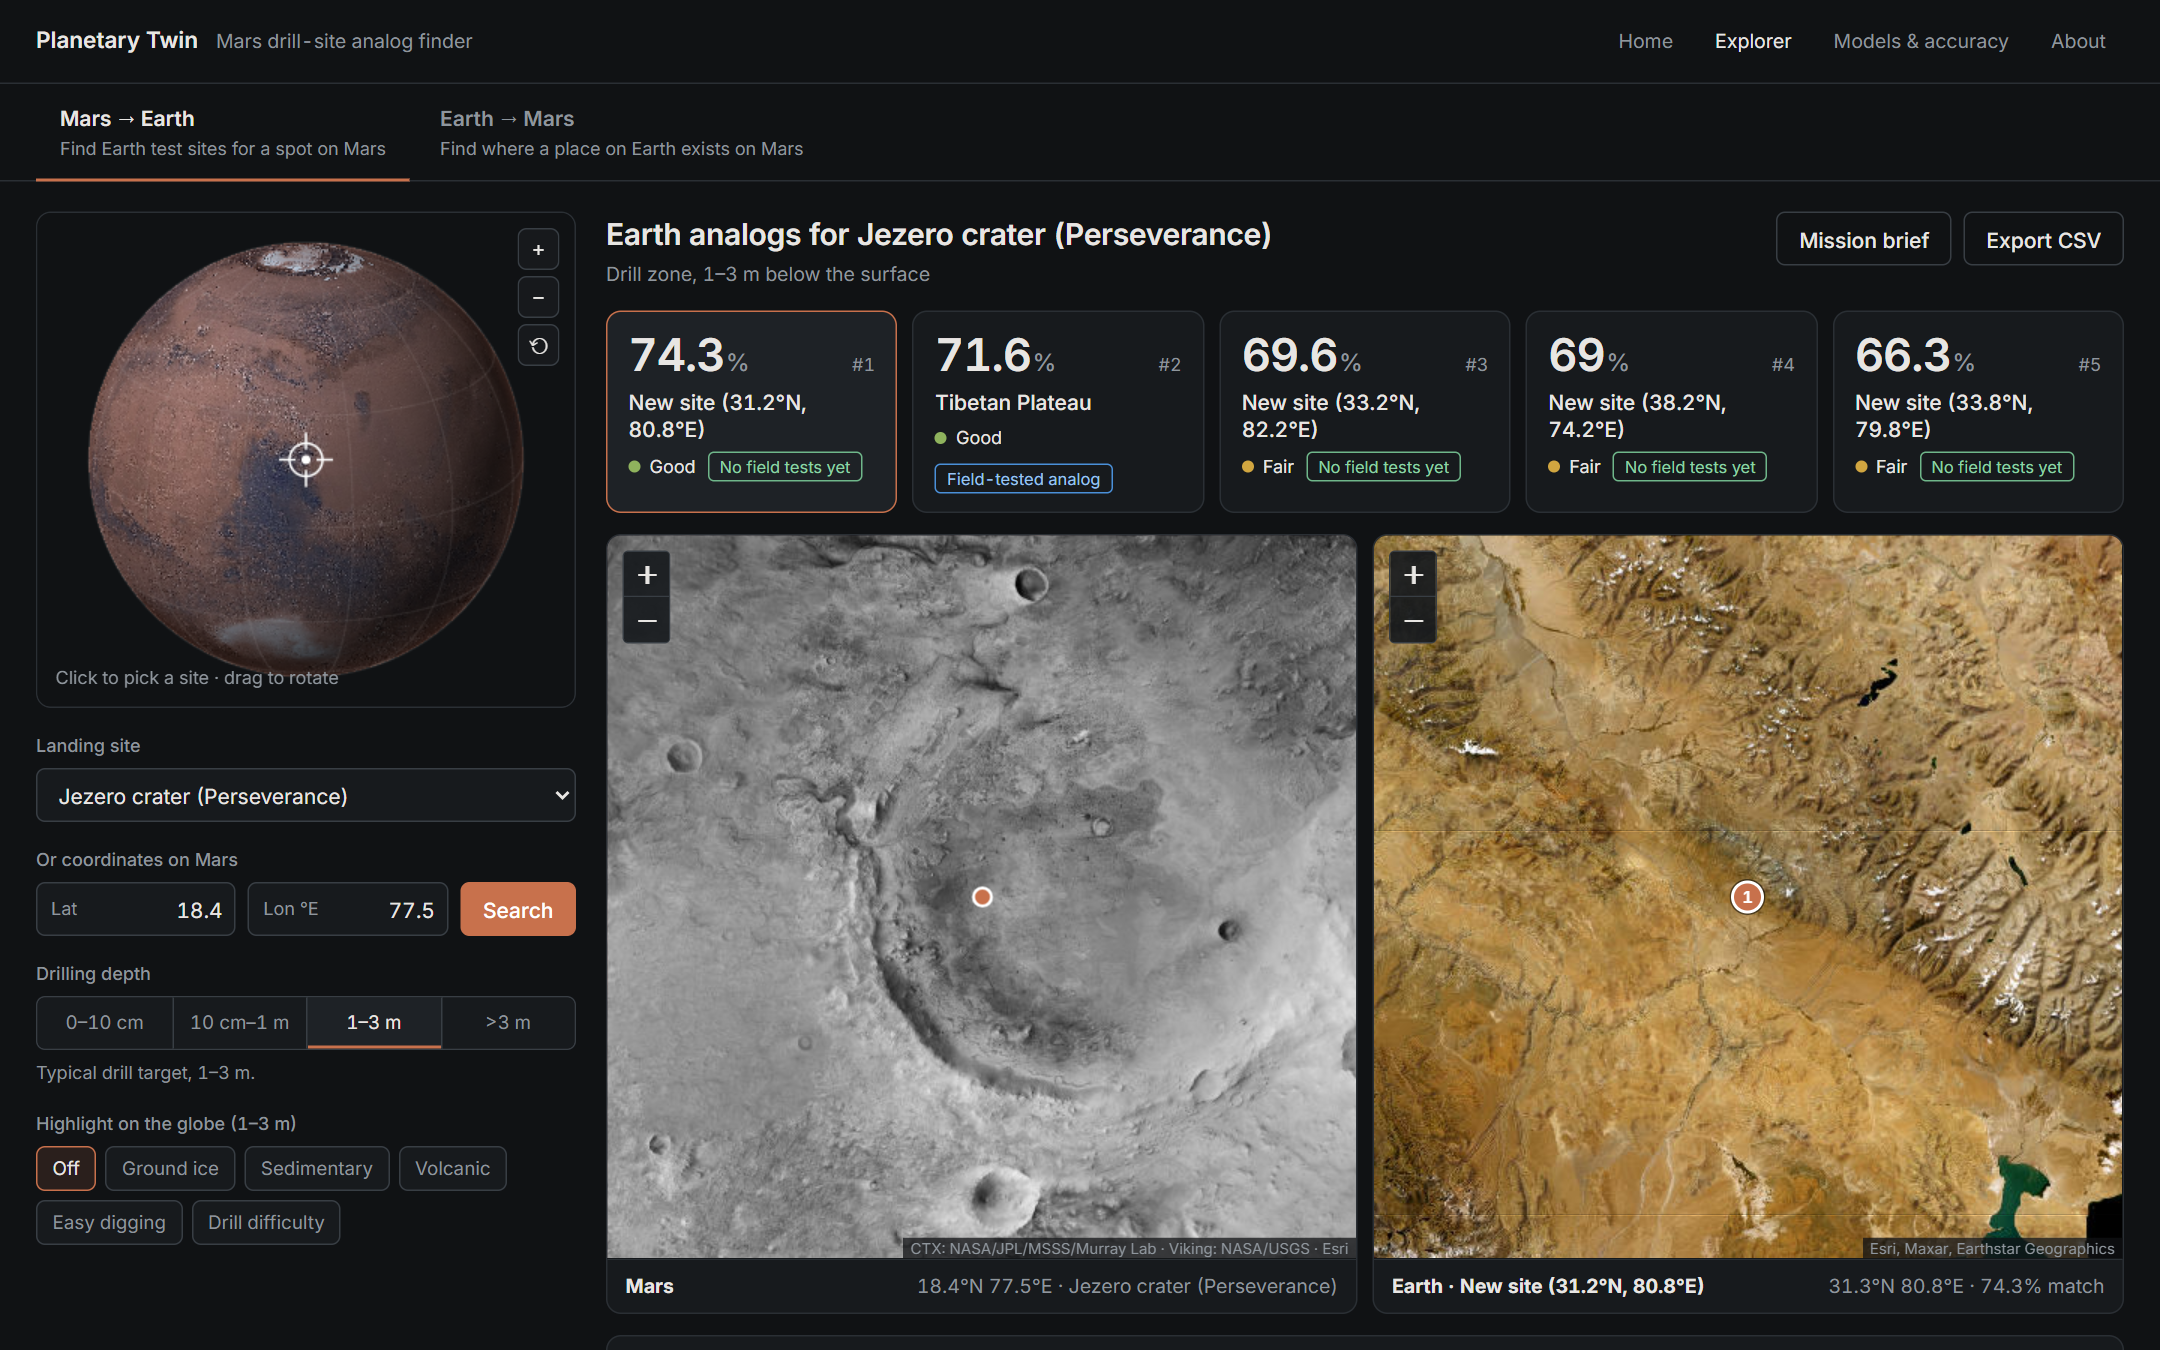 Planetary Twin Mars drill-site analog finder
Home Explorer Models & accuracy About
Mars → Earth
Find Earth test sites for a spot on Mars
Earth → Mars
Find where a place on Earth exists on Mars
+
−
Click to pick a site · drag to rotate
Landing site
Jezero crater (Perseverance)
Or coordinates on Mars
Lat 18.4
Lon °E 77.5
Search
Drilling depth
0–10 cm
10 cm–1 m
1–3 m
>3 m
Typical drill target, 1–3 m.
Highlight on the globe (1–3 m)
Off
Ground ice
Sedimentary
Volcanic
Easy digging
Drill difficulty
Earth analogs for Jezero crater (Perseverance)
Drill zone, 1–3 m below the surface
Mission brief
Export CSV
74.3% #1
New site (31.2°N,
80.8°E)
Good No field tests yet
71.6% #2
Tibetan Plateau
Good
Field-tested analog
69.6% #3
New site (33.2°N,
82.2°E)
Fair No field tests yet
69% #4
New site (38.2°N,
74.2°E)
Fair No field tests yet
66.3% #5
New site (33.8°N,
79.8°E)
Fair No field tests yet
+
−
CTX: NASA/JPL/MSSS/Murray Lab · Viking: NASA/USGS · Esri
Mars 18.4°N 77.5°E · Jezero crater (Perseverance)
+
−
1
Esri, Maxar, Earthstar Geographics
Earth · New site (31.2°N, 80.8°E) 31.3°N 80.8°E · 74.3% match